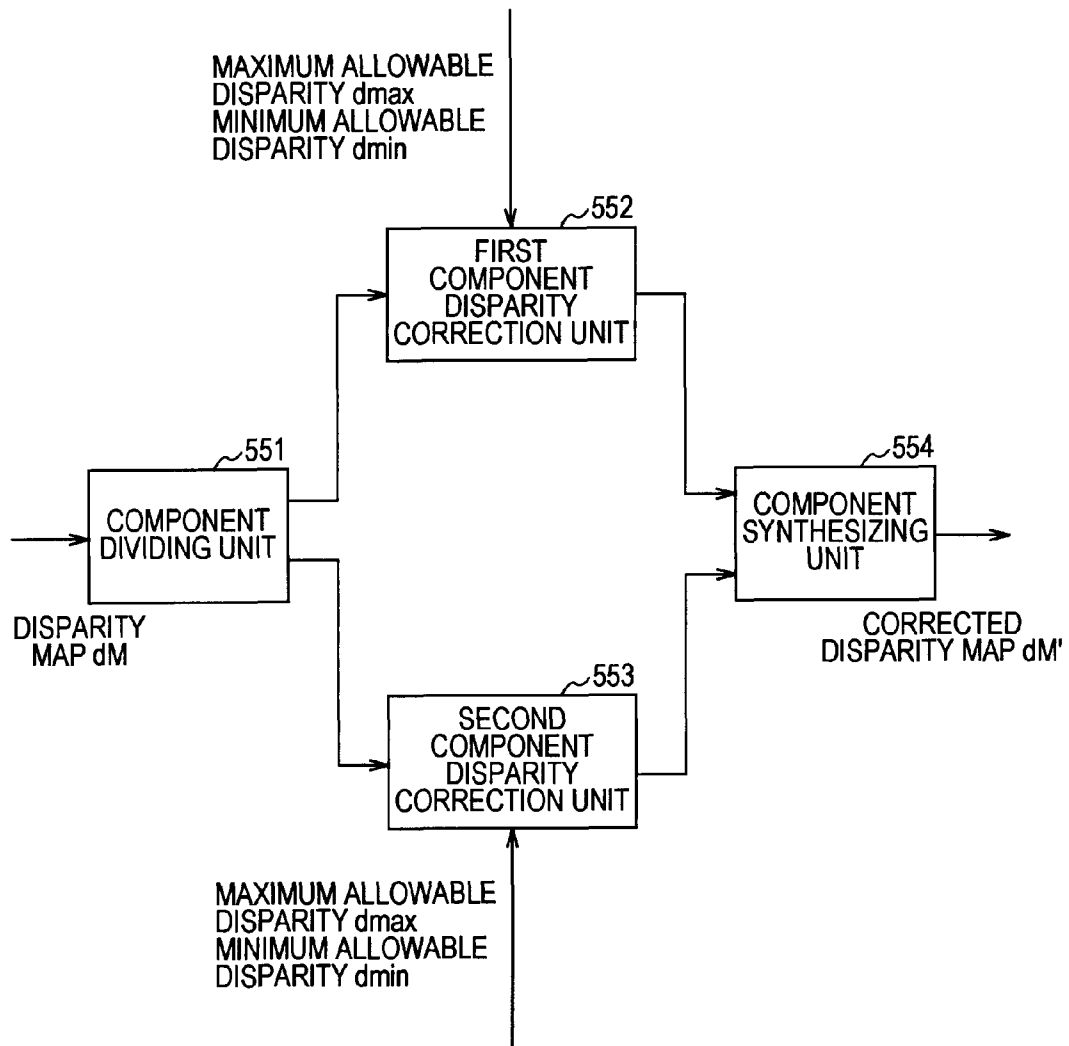 MAXIMUM ALLOWABLE
DISPARITY dmax
MINIMUM ALLOWABLE
DISPARITY dmin
552
FIRST
COMPONENT
DISPARITY
CORRECTION UNIT
551
COMPONENT
DIVIDING UNIT
DISPARITY
MAP dM
554
COMPONENT
SYNTHESIZING
UNIT
CORRECTED
DISPARITY MAP dM'
553
SECOND
COMPONENT
DISPARITY
CORRECTION UNIT
MAXIMUM ALLOWABLE
DISPARITY dmax
MINIMUM ALLOWABLE
DISPARITY dmin